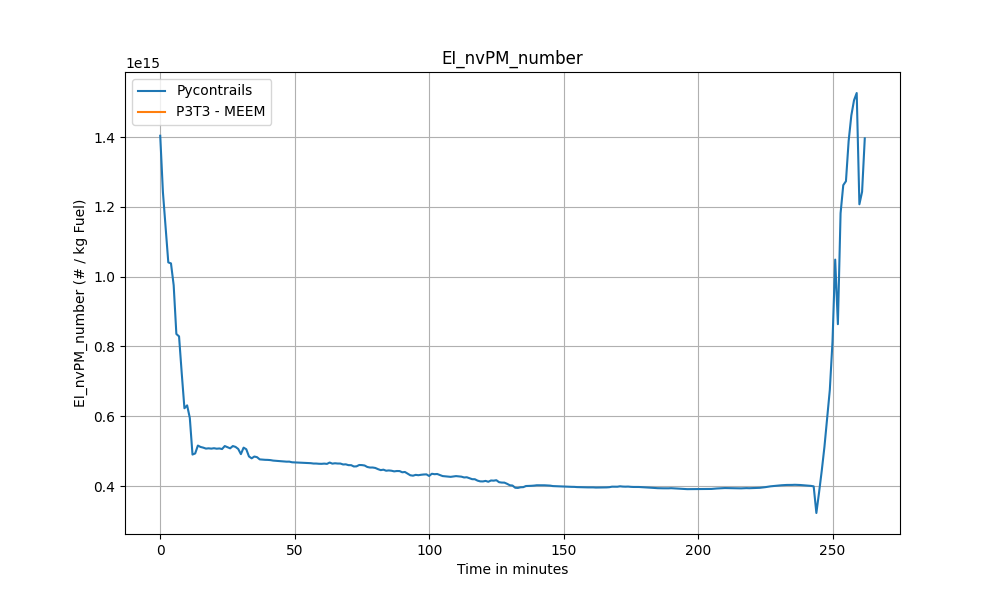 EI_nvPM_number
1e15
Pycontrails
P3T3 - MEEM
1.4
1.2
1.0
0.8
0.6
0.4
EI_nvPM_number (# / kg Fuel)
0
50
100
150
200
250
Time in minutes